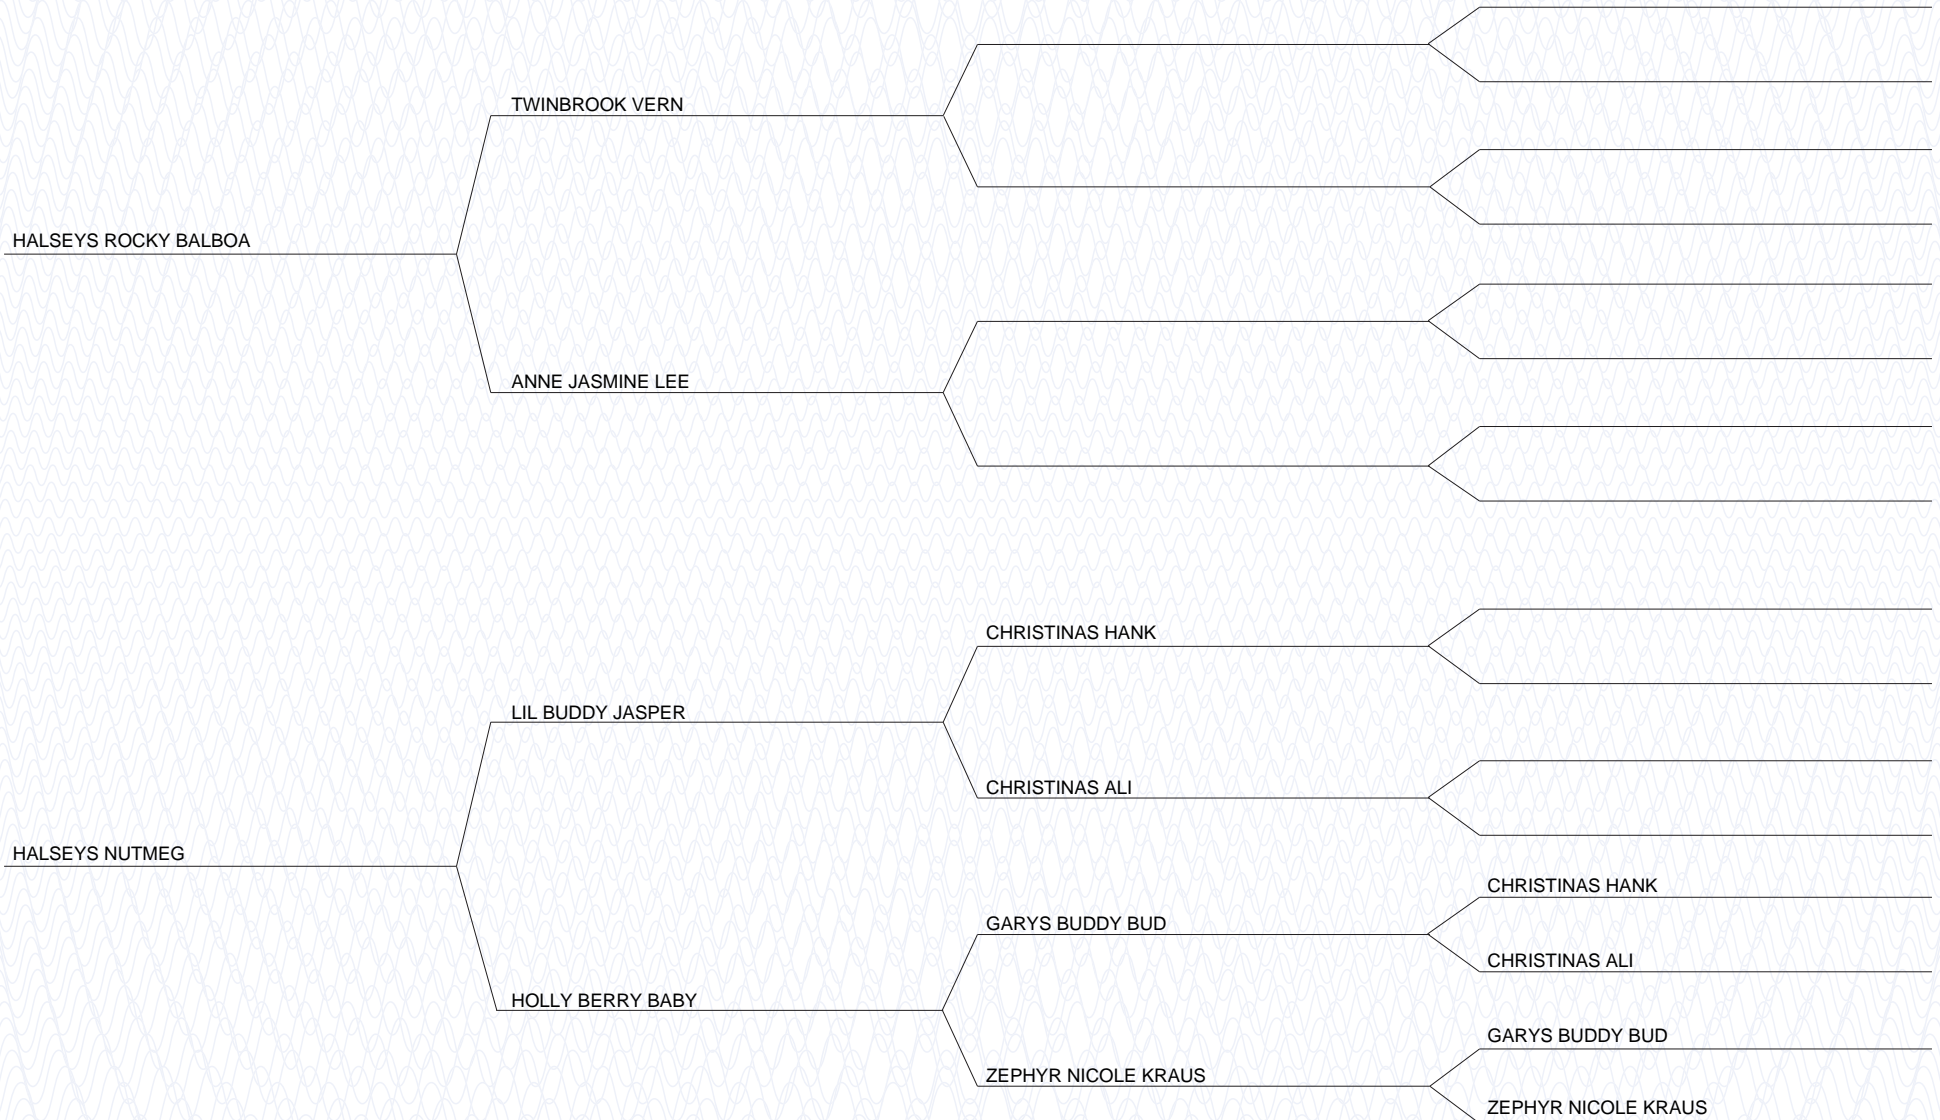 TWINBROOK VERN
HALSEYS ROCKY BALBOA
ANNE JASMINE LEE
CHRISTINAS HANK
LIL BUDDY JASPER
CHRISTINAS ALI
HALSEYS NUTMEG
CHRISTINAS HANK
GARYS BUDDY BUD
CHRISTINAS ALI
HOLLY BERRY BABY
GARYS BUDDY BUD
ZEPHYR NICOLE KRAUS
ZEPHYR NICOLE KRAUS